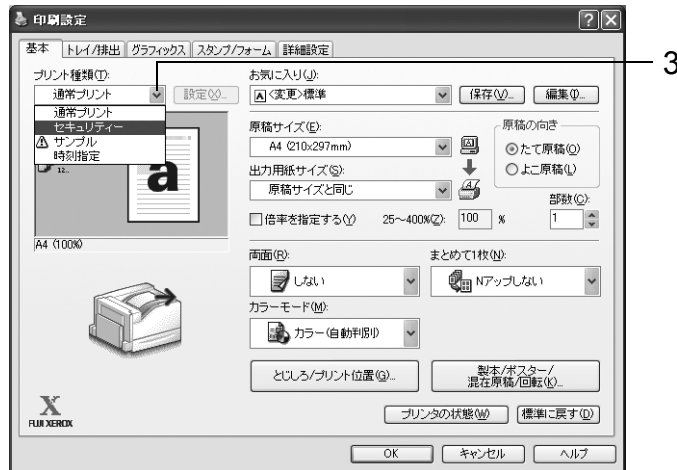 印刷設定
基本 トレイ/排出 グラフィックス スタンプ/フォーム 詳細設定
プリント種類(T):
通常プリント 設定(X)...
通常プリント
セキュリティー
サンプル
時刻指定
3
12..
a
A4 (100%)
お気に入り(J):
A <変更>標準 保存(V)... 編集(I)...
原稿サイズ(E):
A4 (210x297mm)
出力用紙サイズ(S):
原稿サイズと同じ
倍率を指定する(Y) 25~400%(Z): 100 %
原稿の向き
たて原稿(O)
よこ原稿(L)
部数(C):
1
両面(R):
しない
まとめて1枚(N):
Nアップしない
カラーモード(M):
カラー(自動判別)
とじしろ/プリント位置(G)...
製本/ポスター/
混在原稿/回転(K)...
X
FUJI XEROX
プリンタの状態(W) 標準に戻す(D)
OK キャンセル ヘルプ